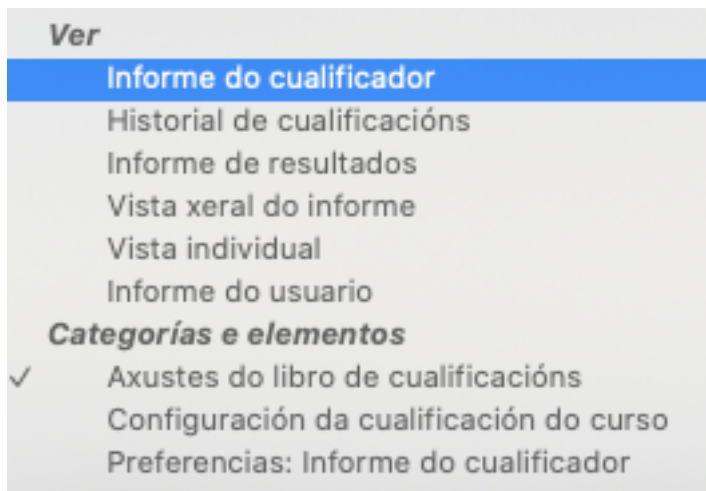 Ver
Informe do cualificador
Historial de cualificacións
Informe de resultados
Vista xeral do informe
Vista individual
Informe do usuario
Categorías e elementos
✓ Axustes do libro de cualificacións
Configuración da cualificación do curso
Preferencias: Informe do cualificador